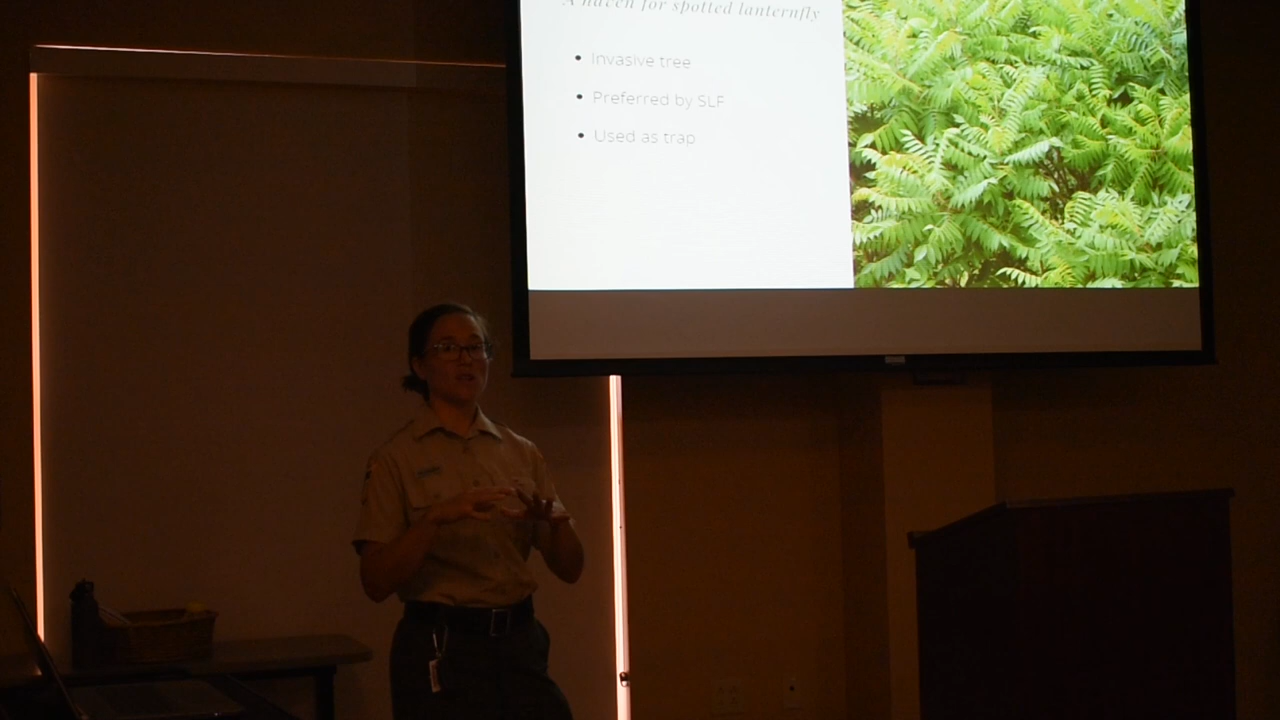 A haven for spotted lanternfly
• Invasive tree
• Preferred by SLF
• Used as trap